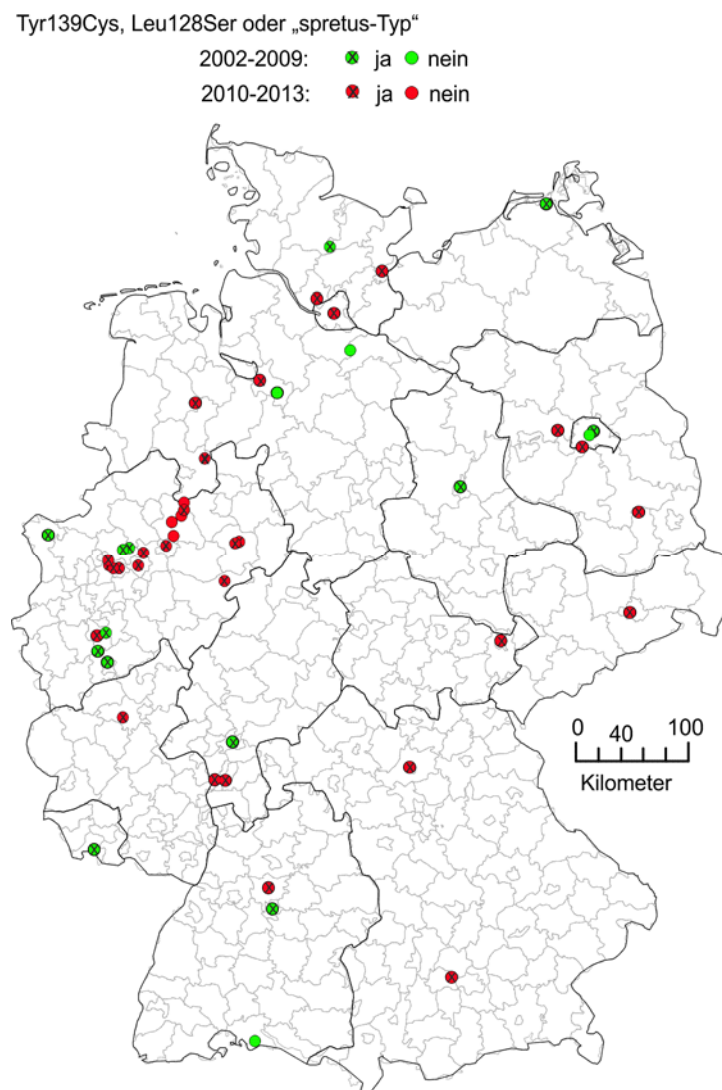 Tyr139Cys, Leu128Ser oder „spretus-Typ“
2002-2009: ja nein
2010-2013: ja nein
0 40 100
Kilometer